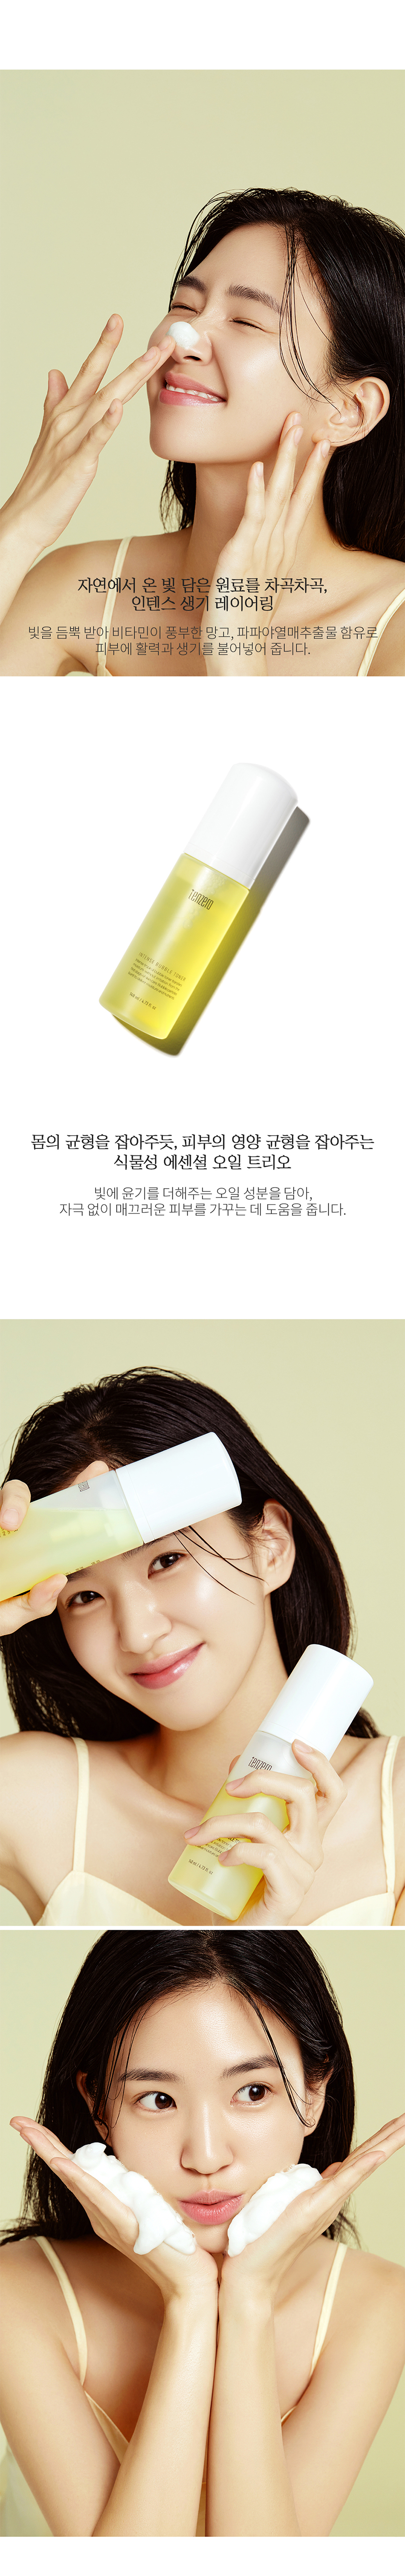 자연에서 온 빛 담은 원료를 차곡차곡,
인텐스 생기 레이어링
빛을 듬뿍 받아 비타민이 풍부한 망고, 파파야열매추출물 함유로
피부에 활력과 생기를 불어넣어 줍니다.
Tenzero
몸의 균형을 잡아주듯, 피부의 영양 균형을 잡아주는
식물성 에센셜 오일 트리오
빛에 윤기를 더해주는 오일 성분을 담아,
자극 없이 매끄러운 피부를 가꾸는 데 도움을 줍니다.
Tenzero